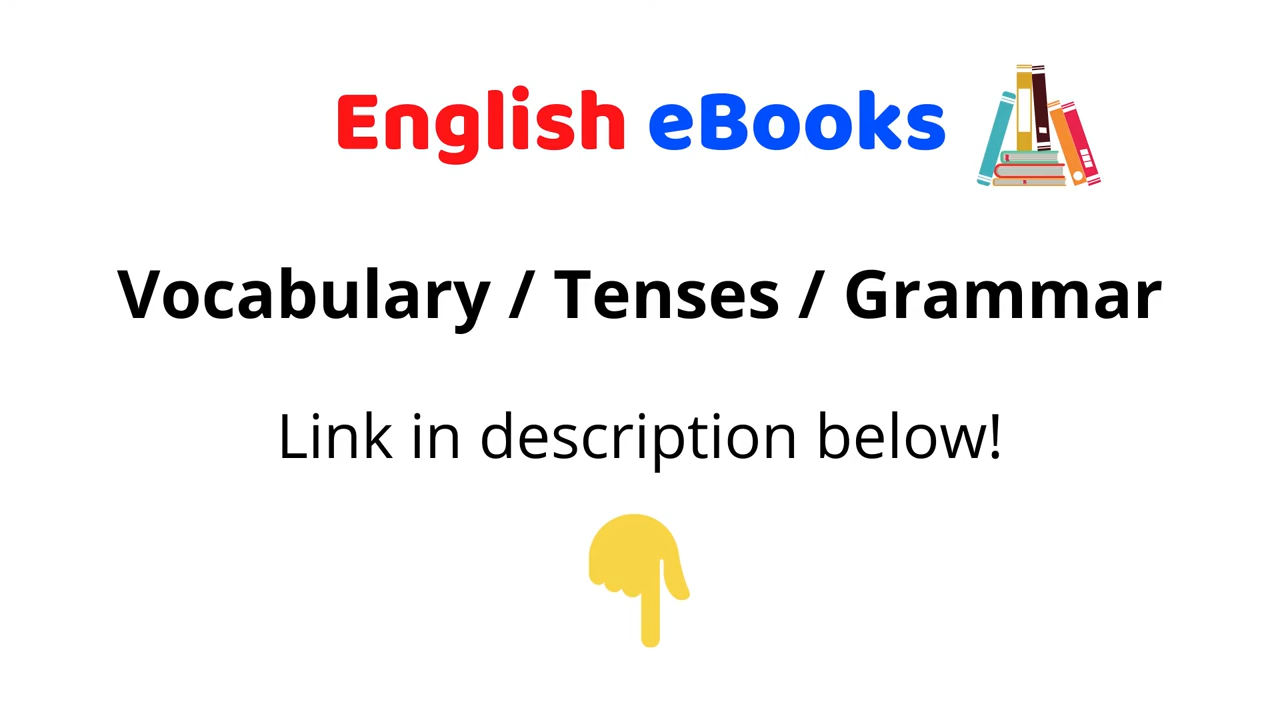 English eBooks
Vocabulary / Tenses / Grammar
Link in description below!